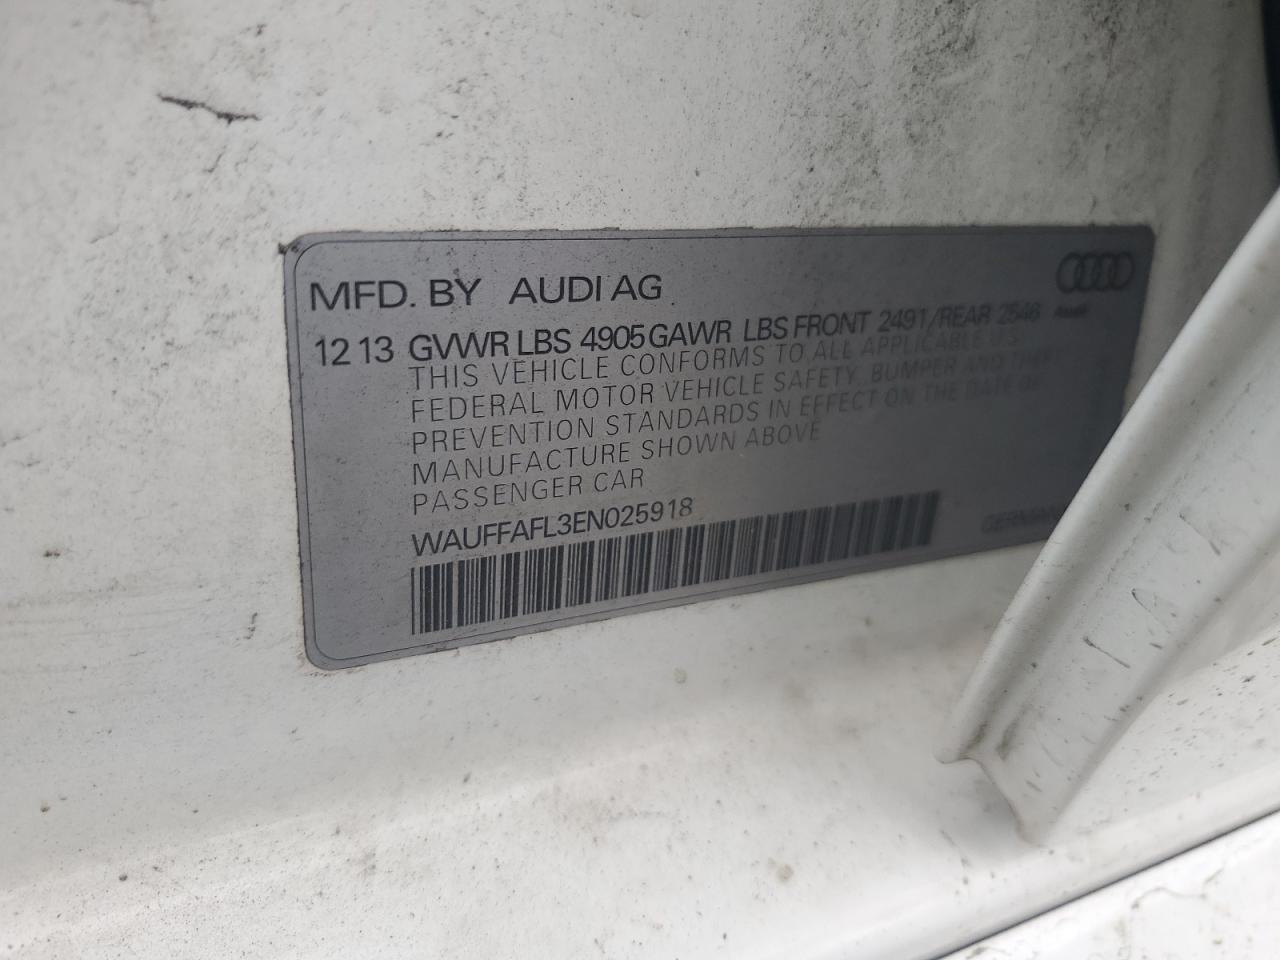 MFD. BY AUDI AG
12 13 GVWR LBS 4905 GAWR LBS FRONT 2491/REAR 2546
Audi
THIS VEHICLE CONFORMS TO ALL APPLICABLE U.S.
FEDERAL MOTOR VEHICLE SAFETY, BUMPER AND THEFT
PREVENTION STANDARDS IN EFFECT ON THE DATE OF
MANUFACTURE SHOWN ABOVE
PASSENGER CAR
WAUFFAFL3EN025918
GERMANY